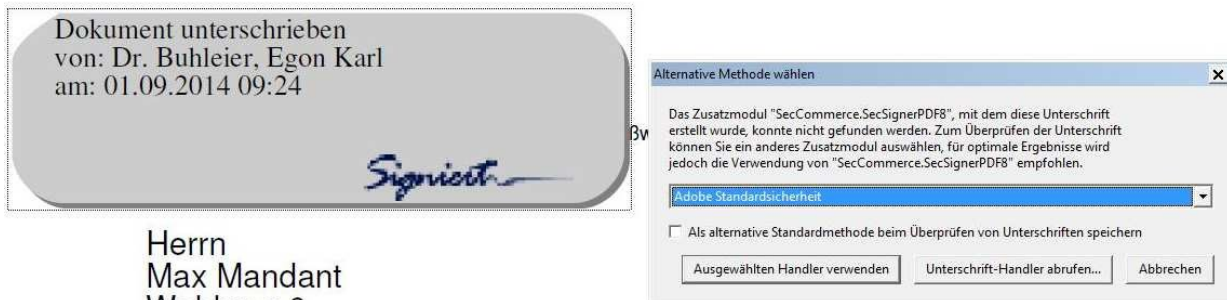 Dokument unterschrieben
von: Dr. Buhleier, Egon Karl
am: 01.09.2014 09:24
Signiert
Herrn
Max Mandant
Alternative Methode wählen
Das Zusatzmodul "SecCommerce.SecSignerPDF8", mit dem diese Unterschrift
erstellt wurde, konnte nicht gefunden werden. Zum Überprüfen der Unterschrift
können Sie ein anderes Zusatzmodul auswählen, für optimale Ergebnisse wird
jedoch die Verwendung von "SecCommerce.SecSignerPDF8" empfohlen.
Adobe Standardsicherheit
Als alternative Standardmethode beim Überprüfen von Unterschriften speichern
Ausgewählten Handler verwenden Unterschrift-Handler abrufen... Abbrechen